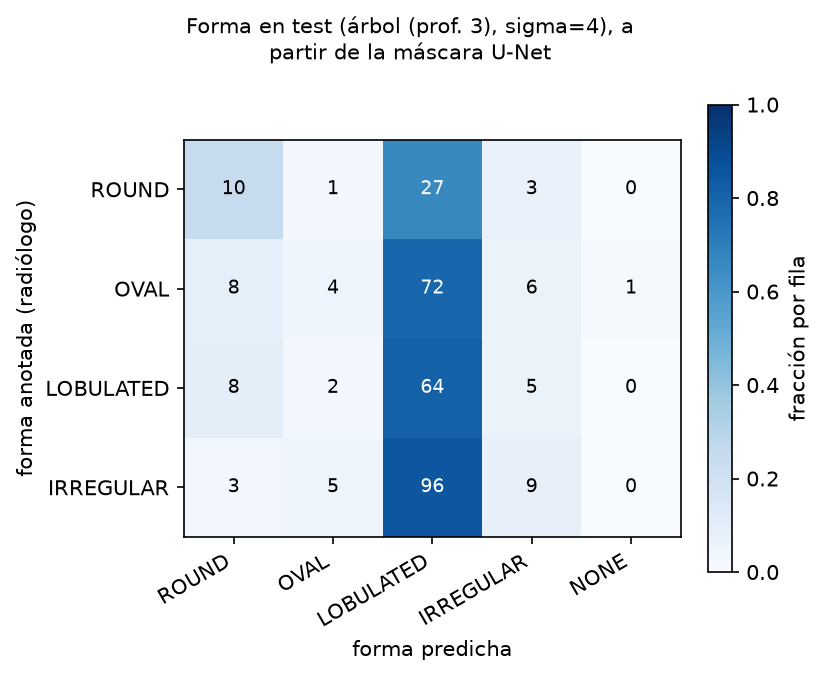 Forma en test (árbol (prof. 3), sigma=4), a
partir de la máscara U-Net
forma anotada (radiólogo)
ROUND 10 1 27 3 0
OVAL 8 4 72 6 1
LOBULATED 8 2 64 5 0
IRREGULAR 3 5 96 9 0
ROUND OVAL LOBULATED IRREGULAR NONE
forma predicha
1.0
0.8
0.6
0.4
0.2
0.0
fracción por fila